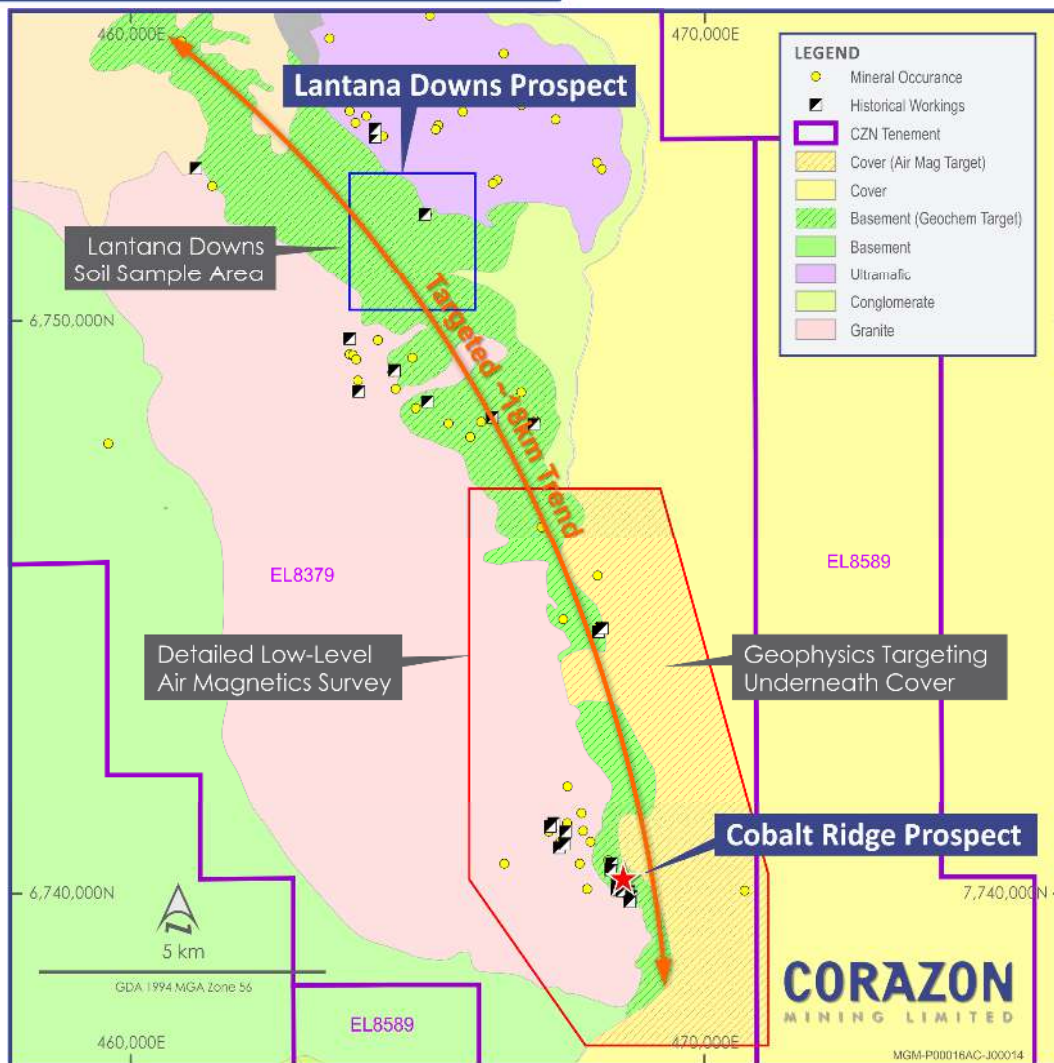 460,000E
470,000E
Lantana Downs Prospect
LEGEND
Mineral Occurance
Historical Workings
CZN Tenement
Cover (Air Mag Target)
Cover
Basement (Geochem Target)
Basement
Ultramafic
Conglomerate
Granite
Lantana Downs
Soil Sample Area
6,750,000N
Targeted ~18km Trend
EL8379
EL8589
Detailed Low-Level
Air Magnetics Survey
Geophysics Targeting
Underneath Cover
Cobalt Ridge Prospect
6,740,000N
7,740,000N
N
5 km
GDA 1994 MGA Zone 56
EL8589
CORAZON
MINING LIMITED
460,000E
470,000E
MGM-P00016AC-J00014